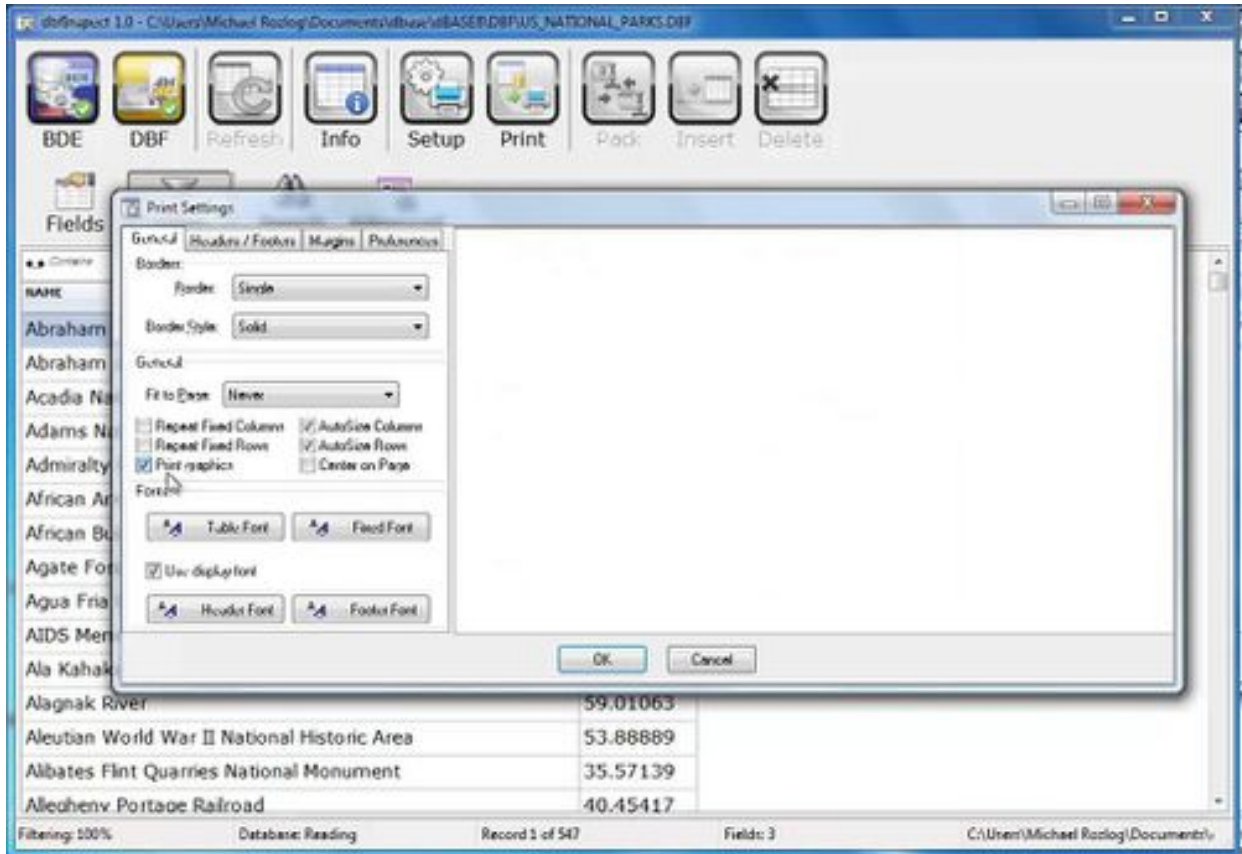 dbfInspect 1.0 - C:\Users\Michael Rozlog\Documents\dbase\dBASEIII\DBF\US_NATIONAL_PARKS.DBF
BDE DBF Refresh Info Setup Print Pack Insert Delete
Fields
Print Settings
General Headers / Footers Margins Preferences
Contains
Borders:
NAME
Border: Single
Abraham
Border Style: Solid
Abraham
General
Acadia Na
Fit to Page: Never
Adams Na
Repeat Fixed Columns AutoSize Columns
Repeat Fixed Rows AutoSize Rows
Admiralty
Print graphics Center on Page
African Am
African Bu
Table Font Fixed Font
Agate Fos
Use display font
Agua Fria
Header Font Footer Font
AIDS Mem
OK Cancel
Ala Kahak
Alagnak River 59.01063
Aleutian World War II National Historic Area 53.88889
Alibates Flint Quarries National Monument 35.57139
Allegheny Portage Railroad 40.45417
Filtering: 100% Database: Reading Record 1 of 547 Fields: 3 C:\Users\Michael Rozlog\Documents\